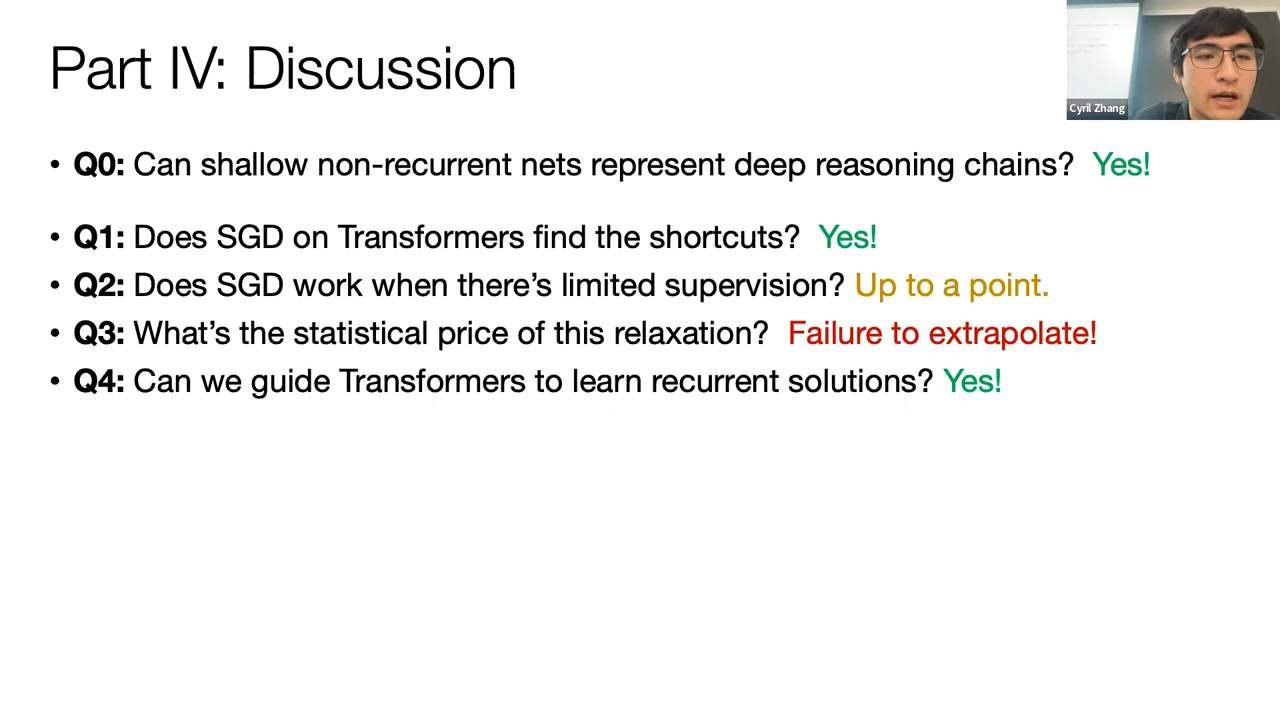 Part IV: Discussion
Cyril Zhang
• Q0: Can shallow non-recurrent nets represent deep reasoning chains? Yes!
• Q1: Does SGD on Transformers find the shortcuts? Yes!
• Q2: Does SGD work when there’s limited supervision? Up to a point.
• Q3: What’s the statistical price of this relaxation? Failure to extrapolate!
• Q4: Can we guide Transformers to learn recurrent solutions? Yes!